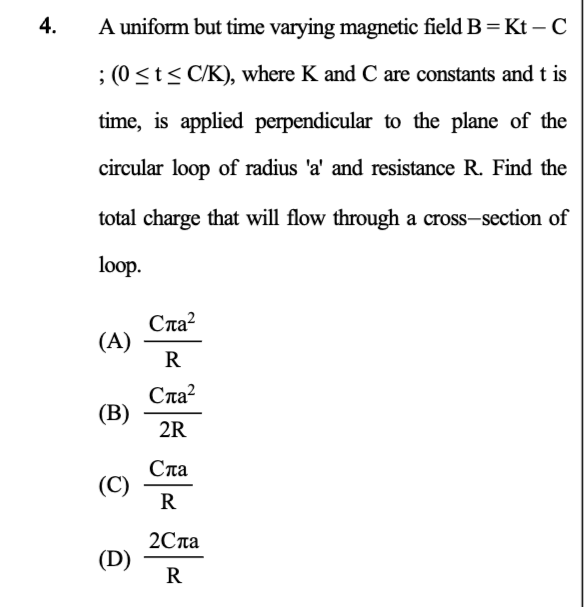 4. A uniform but time varying magnetic field B = Kt – C
; (0 ≤ t ≤ C/K), where K and C are constants and t is
time, is applied perpendicular to the plane of the
circular loop of radius 'a' and resistance R. Find the
total charge that will flow through a cross–section of
loop.
(A) Cπa²/R
(B) Cπa²/2R
(C) Cπa/R
(D) 2Cπa/R